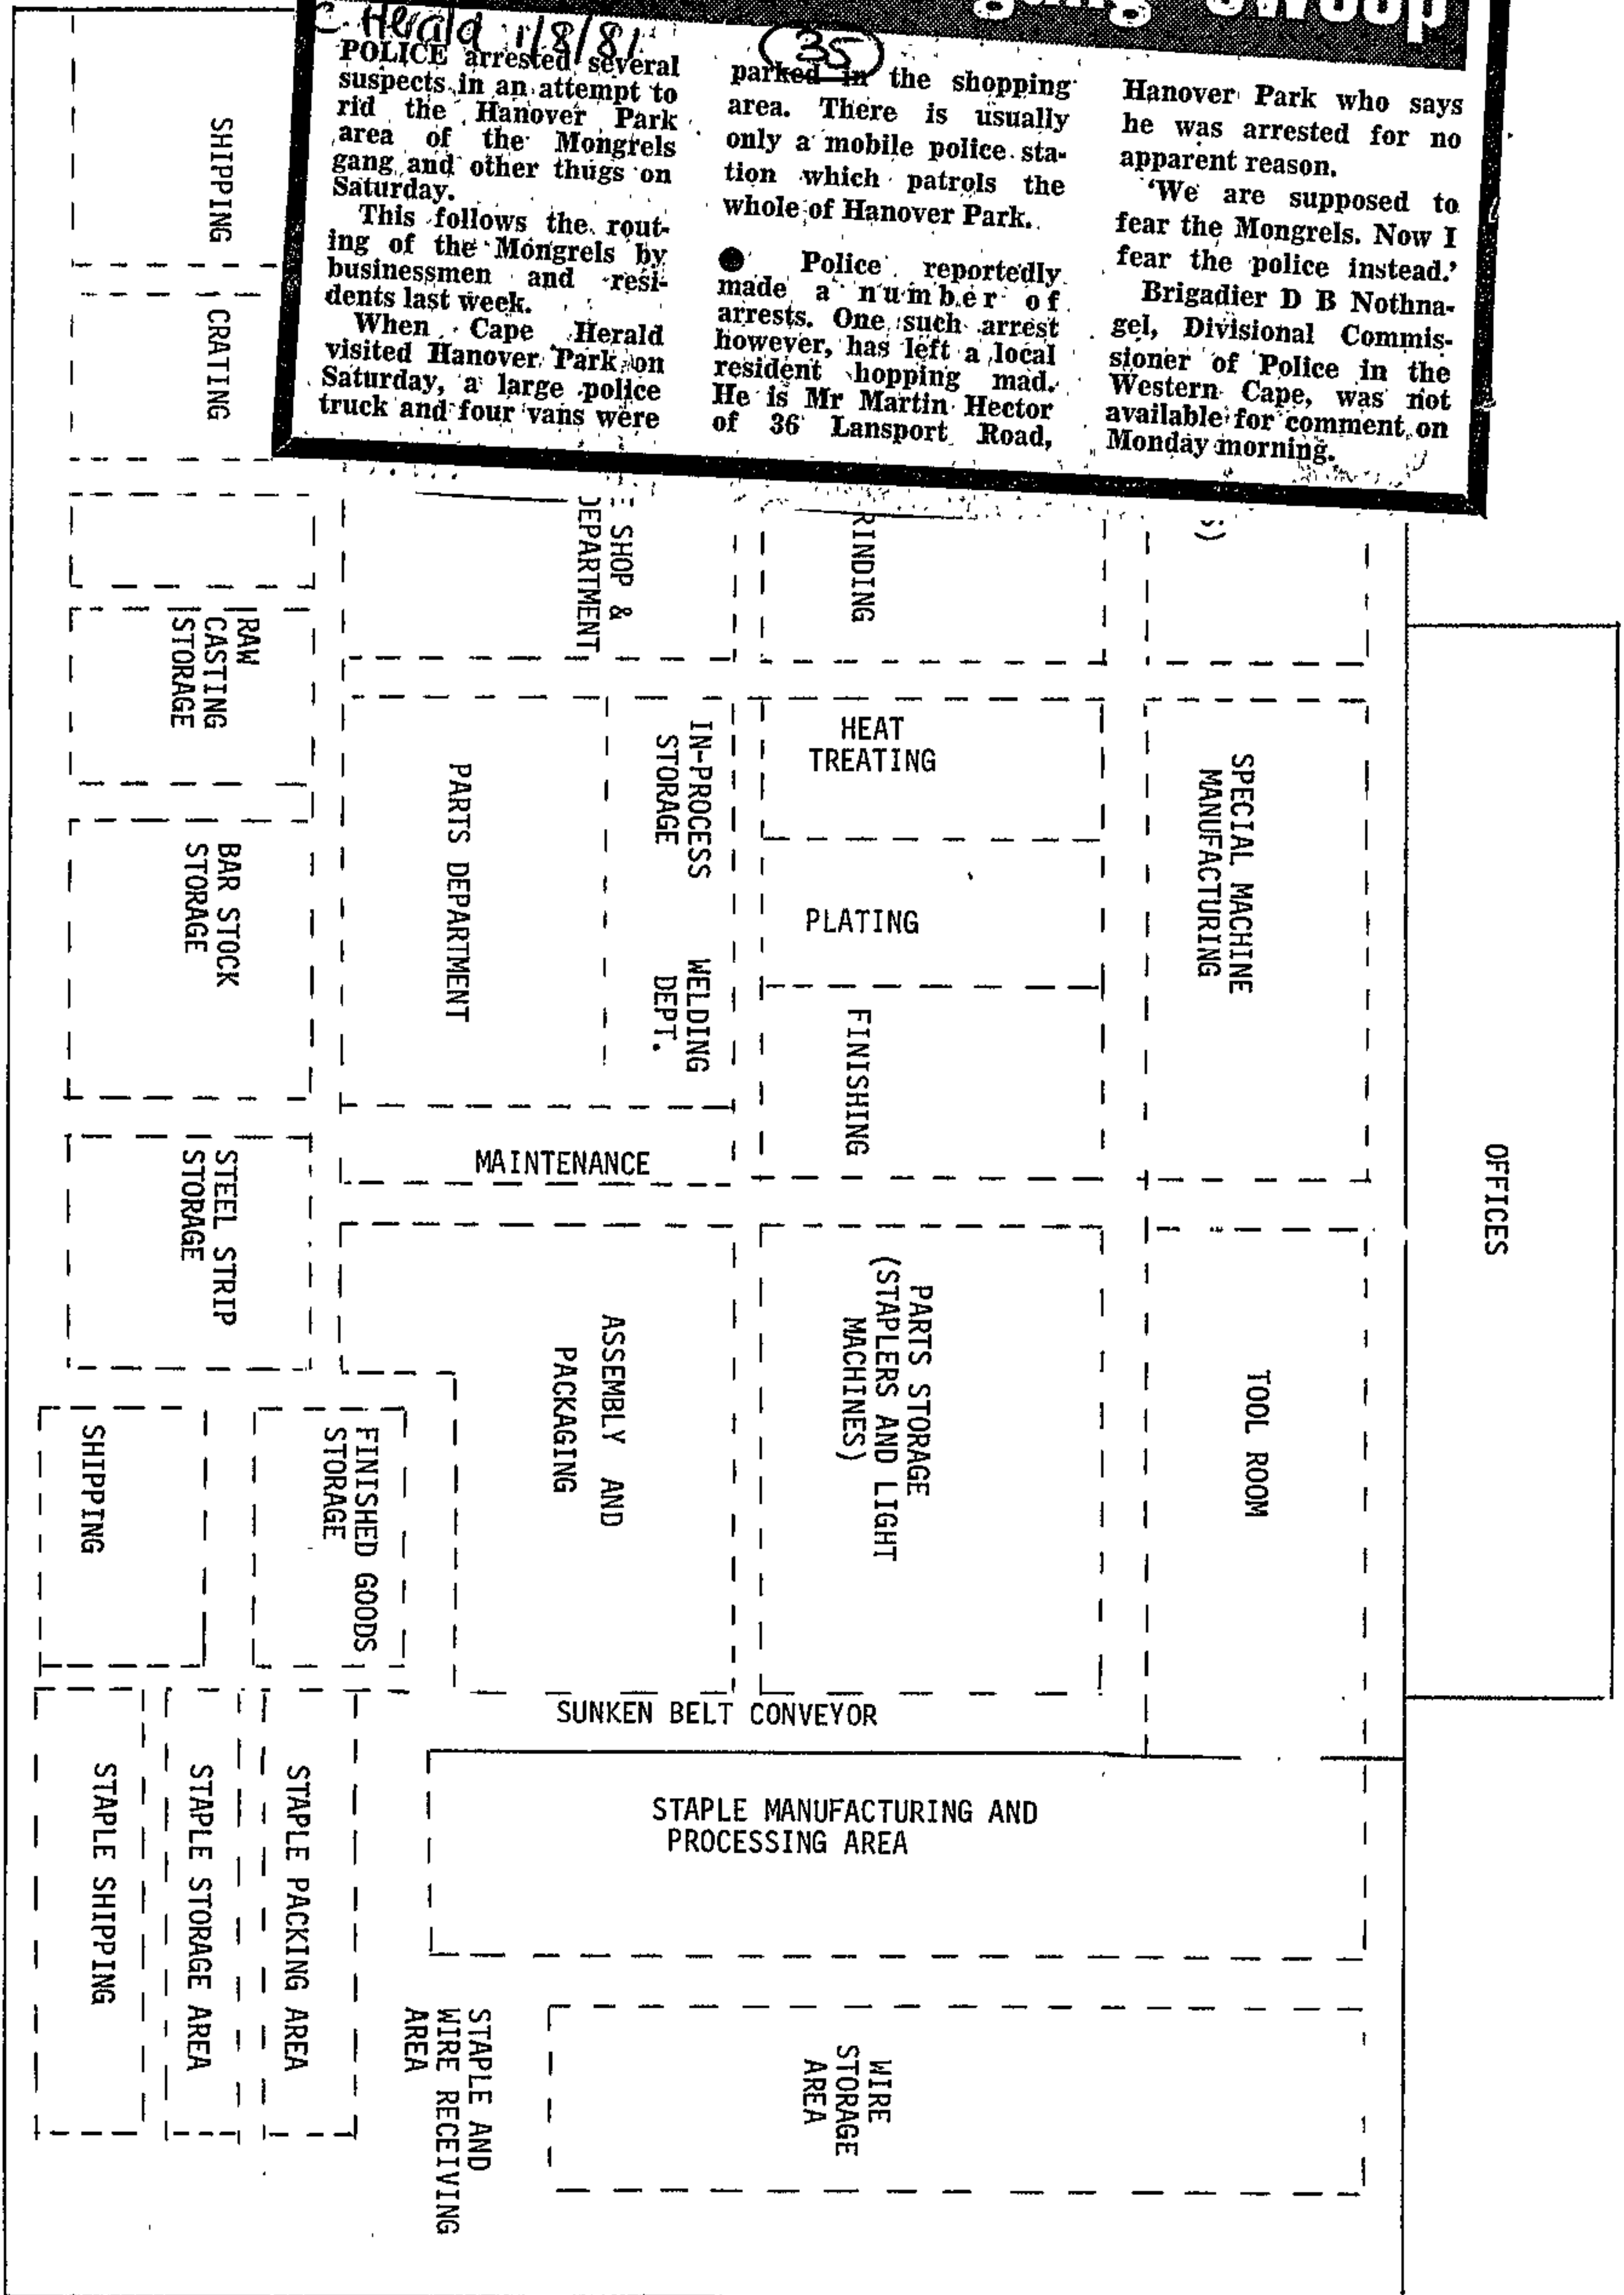 gang swoop
C Herald 1/8/81
35
POLICE arrested several
suspects in an attempt to
rid the Hanover Park
area of the Mongrels
gang and other thugs on
Saturday.
This follows the rout-
ing of the Mongrels by
businessmen and resi-
dents last week.
When Cape Herald
visited Hanover Park on
Saturday, a large police
truck and four vans were
parked in the shopping
area. There is usually
only a mobile police sta-
tion which patrols the
whole of Hanover Park.
● Police reportedly
made a number of
arrests. One such arrest
however, has left a local
resident hopping mad.
He is Mr Martin Hector
of 36 Lansport Road,
Hanover Park who says
he was arrested for no
apparent reason.
'We are supposed to
fear the Mongrels. Now I
fear the police instead.'
Brigadier D B Nothna-
gel, Divisional Commis-
sioner of Police in the
Western Cape, was not
available for comment on
Monday morning.
SHIPPING
CRATING
SHOP &
DEPARTMENT
RINDING
S)
RAW
CASTING
STORAGE
BAR STOCK
STORAGE
STEEL STRIP
STORAGE
PARTS DEPARTMENT
IN-PROCESS
STORAGE
WELDING
DEPT.
HEAT
TREATING
PLATING
FINISHING
SPECIAL MACHINE
MANUFACTURING
OFFICES
MAINTENANCE
ASSEMBLY AND
PACKAGING
PARTS STORAGE
(STAPLERS AND LIGHT
MACHINES)
TOOL ROOM
SHIPPING
FINISHED GOODS
STORAGE
SUNKEN BELT CONVEYOR
STAPLE MANUFACTURING AND
PROCESSING AREA
STAPLE SHIPPING
STAPLE STORAGE AREA
STAPLE PACKING AREA
STAPLE AND
WIRE RECEIVING
AREA
WIRE
STORAGE
AREA